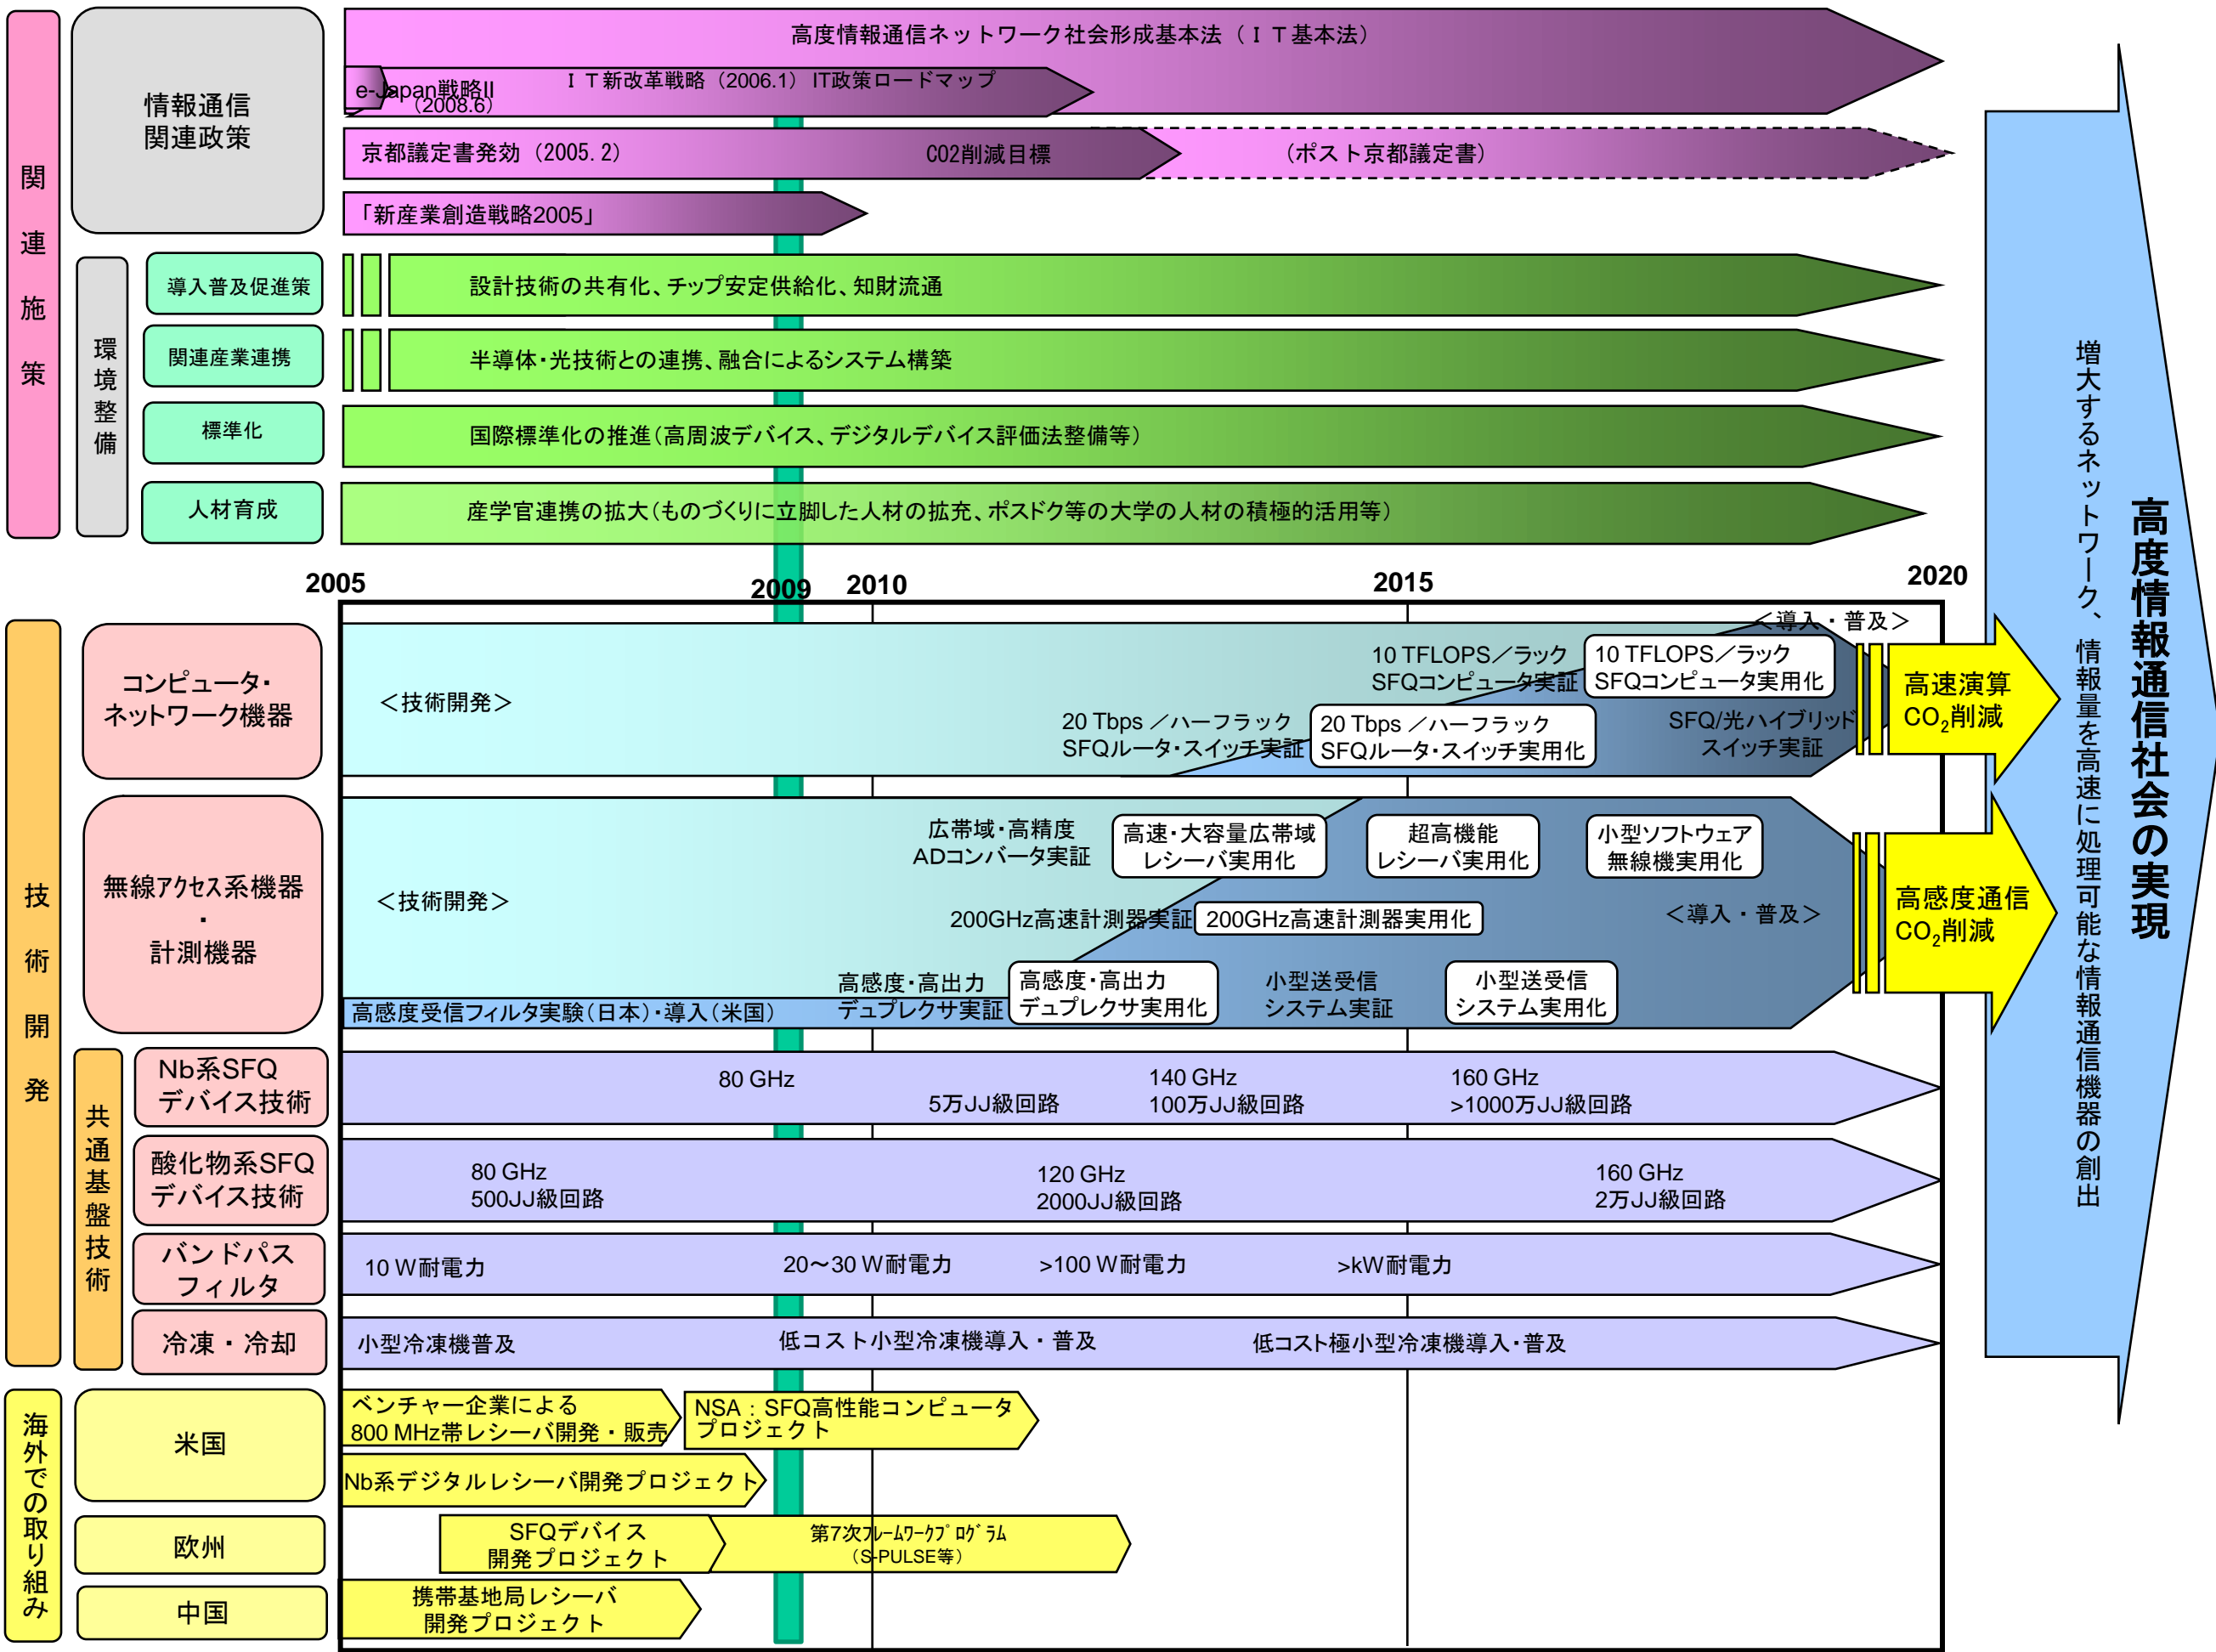 関連施策
情報通信
関連政策
高度情報通信ネットワーク社会形成基本法（ＩＴ基本法）
e-Japan戦略II
ＩＴ新改革戦略（2006.1）IT政策ロードマップ
（2008.6）
京都議定書発効（2005.2）
CO2削減目標
（ポスト京都議定書）
「新産業創造戦略2005」
環境整備
導入普及促進策
設計技術の共有化、チップ安定供給化、知財流通
関連産業連携
半導体・光技術との連携、融合によるシステム構築
標準化
国際標準化の推進（高周波デバイス、デジタルデバイス評価法整備等）
人材育成
産学官連携の拡大（ものづくりに立脚した人材の拡充、ポスドク等の大学の人材の積極的活用等）
2005
2009
2010
2015
2020
技術開発
コンピュータ・
ネットワーク機器
＜技術開発＞
＜導入・普及＞
10 TFLOPS／ラック
SFQコンピュータ実証
10 TFLOPS／ラック
SFQコンピュータ実用化
20 Tbps ／ハーフラック
SFQルータ・スイッチ実証
20 Tbps ／ハーフラック
SFQルータ・スイッチ実用化
SFQ/光ハイブリッド
スイッチ実証
高速演算
CO2削減
無線アクセス系機器
・
計測機器
＜技術開発＞
広帯域・高精度
ADコンバータ実証
高速・大容量広帯域
レシーバ実用化
超高機能
レシーバ実用化
小型ソフトウェア
無線機実用化
200GHz高速計測器実証
200GHz高速計測器実用化
＜導入・普及＞
高感度受信フィルタ実験（日本）・導入（米国）
高感度・高出力
デュプレクサ実証
高感度・高出力
デュプレクサ実用化
小型送受信
システム実証
小型送受信
システム実用化
高感度通信
CO2削減
共通基盤技術
Nb系SFQ
デバイス技術
80 GHz
5万JJ級回路
140 GHz
100万JJ級回路
160 GHz
>1000万JJ級回路
酸化物系SFQ
デバイス技術
80 GHz
500JJ級回路
120 GHz
2000JJ級回路
160 GHz
2万JJ級回路
バンドパス
フィルタ
10 W耐電力
20～30 W耐電力
>100 W耐電力
>kW耐電力
冷凍・冷却
小型冷凍機普及
低コスト小型冷凍機導入・普及
低コスト極小型冷凍機導入・普及
海外での取り組み
米国
ベンチャー企業による
800 MHz帯レシーバ開発・販売
NSA：SFQ高性能コンピュータ
プロジェクト
Nb系デジタルレシーバ開発プロジェクト
欧州
SFQデバイス
開発プロジェクト
第7次ﾌﾚｰﾑﾜｰｸﾌﾟﾛｸﾞﾗﾑ
（S-PULSE等）
中国
携帯基地局レシーバ
開発プロジェクト
高度情報通信社会の実現
増大するネットワーク、情報量を高速に処理可能な情報通信機器の創出